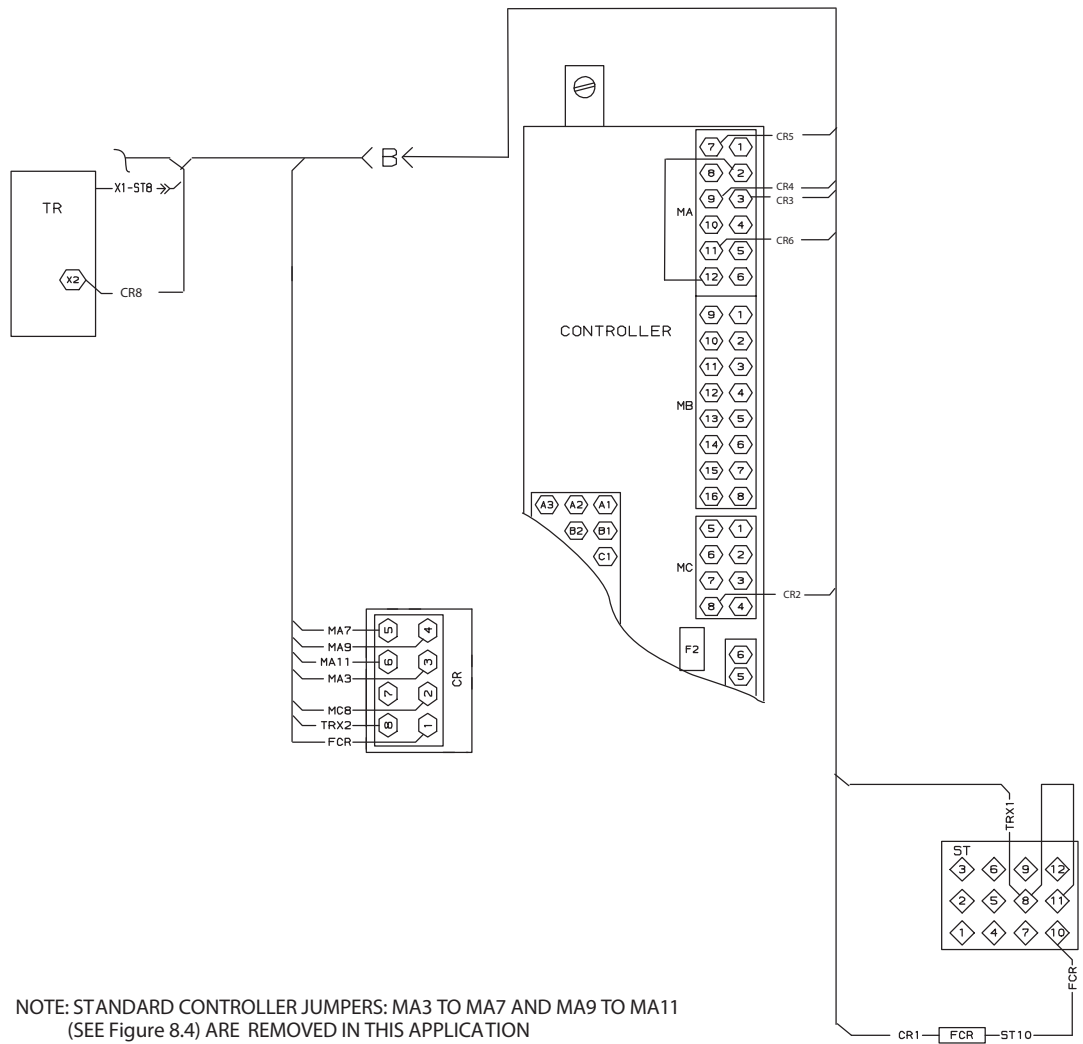 B
X1-ST8
TR
X2
CR8
CONTROLLER
MA
7 1
8 2
9 3
10 4
11 5
12 6
CR5
CR4
CR3
CR6
MB
9 1
10 2
11 3
12 4
13 5
14 6
15 7
16 8
A3 A2 A1
B2 B1
C1
MC
5 1
6 2
7 3
8 4
CR2
F2
6
5
MA7
MA9
MA11
MA3
MC8
TRX2
FCR
5 4
6 3
7 2
8 1
CR
TRX1
ST
3 6 9 12
2 5 8 11
1 4 7 10
FCR
CR1 FCR ST10
NOTE: STANDARD CONTROLLER JUMPERS: MA3 TO MA7 AND MA9 TO MA11
(SEE Figure 8.4) ARE REMOVED IN THIS APPLICATION